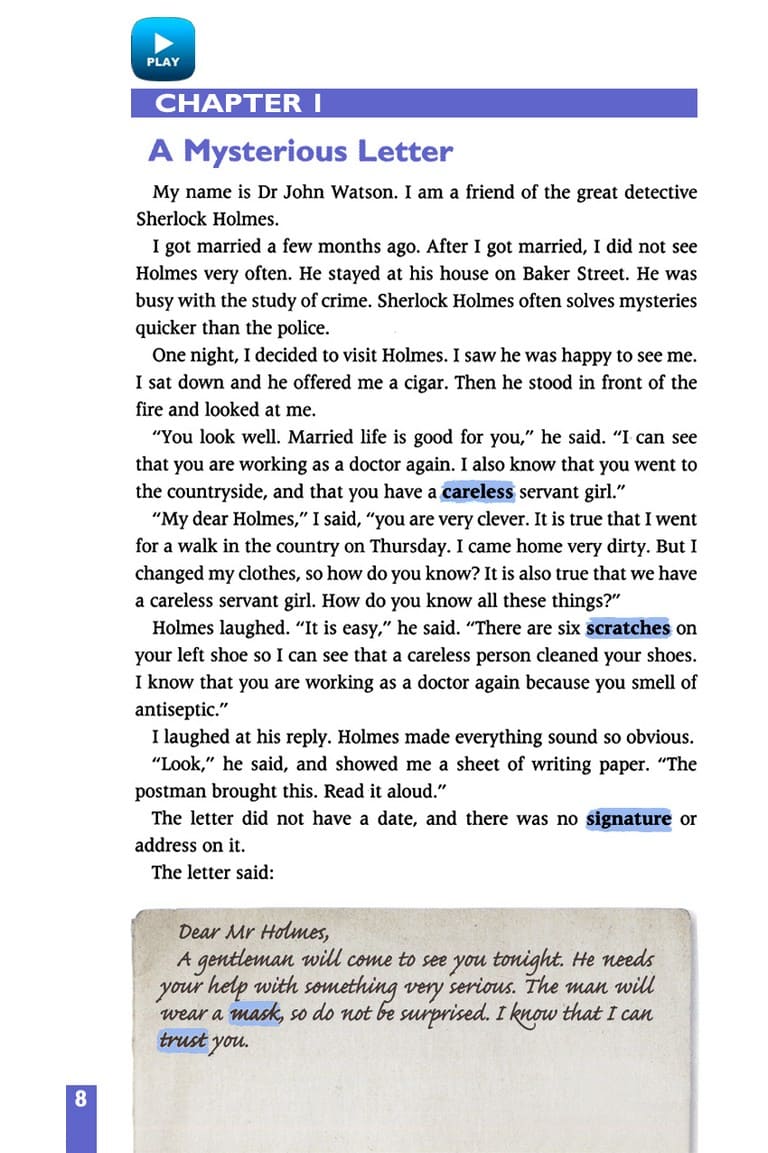 PLAY
CHAPTER 1
A Mysterious Letter
My name is Dr John Watson. I am a friend of the great detective
Sherlock Holmes.
I got married a few months ago. After I got married, I did not see
Holmes very often. He stayed at his house on Baker Street. He was
busy with the study of crime. Sherlock Holmes often solves mysteries
quicker than the police.
One night, I decided to visit Holmes. I saw he was happy to see me.
I sat down and he offered me a cigar. Then he stood in front of the
fire and looked at me.
“You look well. Married life is good for you,” he said. “I can see
that you are working as a doctor again. I also know that you went to
the countryside, and that you have a careless servant girl.”
“My dear Holmes,” I said, “you are very clever. It is true that I went
for a walk in the country on Thursday. I came home very dirty. But I
changed my clothes, so how do you know? It is also true that we have
a careless servant girl. How do you know all these things?”
Holmes laughed. “It is easy,” he said. “There are six scratches on
your left shoe so I can see that a careless person cleaned your shoes.
I know that you are working as a doctor again because you smell of
antiseptic.”
I laughed at his reply. Holmes made everything sound so obvious.
“Look,” he said, and showed me a sheet of writing paper. “The
postman brought this. Read it aloud.”
The letter did not have a date, and there was no signature or
address on it.
The letter said:
Dear Mr Holmes,
A gentleman will come to see you tonight. He needs
your help with something very serious. The man will
wear a mask, so do not be surprised. I know that I can
trust you.
8